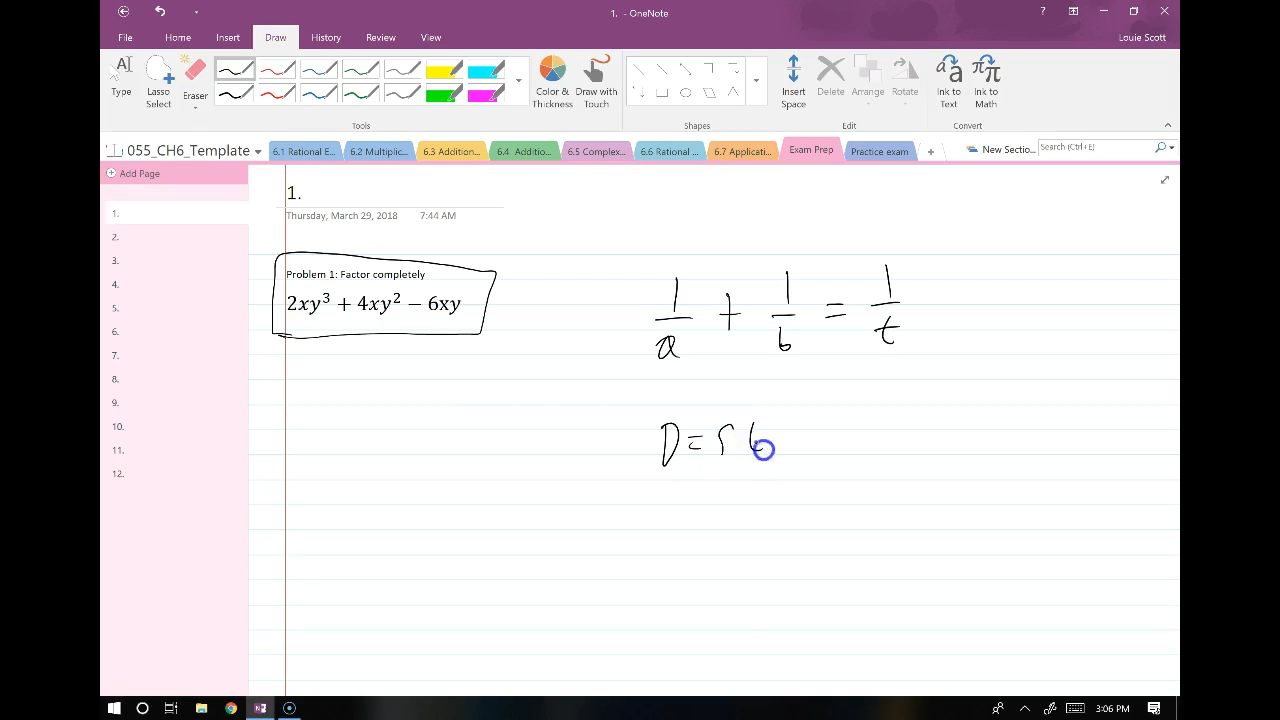 1. - OneNote
?
File Home Insert Draw History Review View
Louie Scott
Type
Lasso Select
Eraser
Color & Thickness
Draw with Touch
Insert Space
Delete
Arrange
Rotate
Ink to Text
Ink to Math
Tools
Shapes
Edit
Convert
055_CH6_Template
6.1 Rational E...
6.2 Multiplic...
6.3 Addition...
6.4 Additio...
6.5 Complex...
6.6 Rational ...
6.7 Applicati...
Exam Prep
Practice exam
New Sectio...
Search (Ctrl+E)
Add Page
1.
2.
3.
4.
5.
6.
7.
8.
9.
10.
11.
12.
1.
Thursday, March 29, 2018 7:44 AM
Problem 1: Factor completely
2xy³ + 4xy² − 6xy
1/a + 1/b = 1/t
D = r
3:06 PM